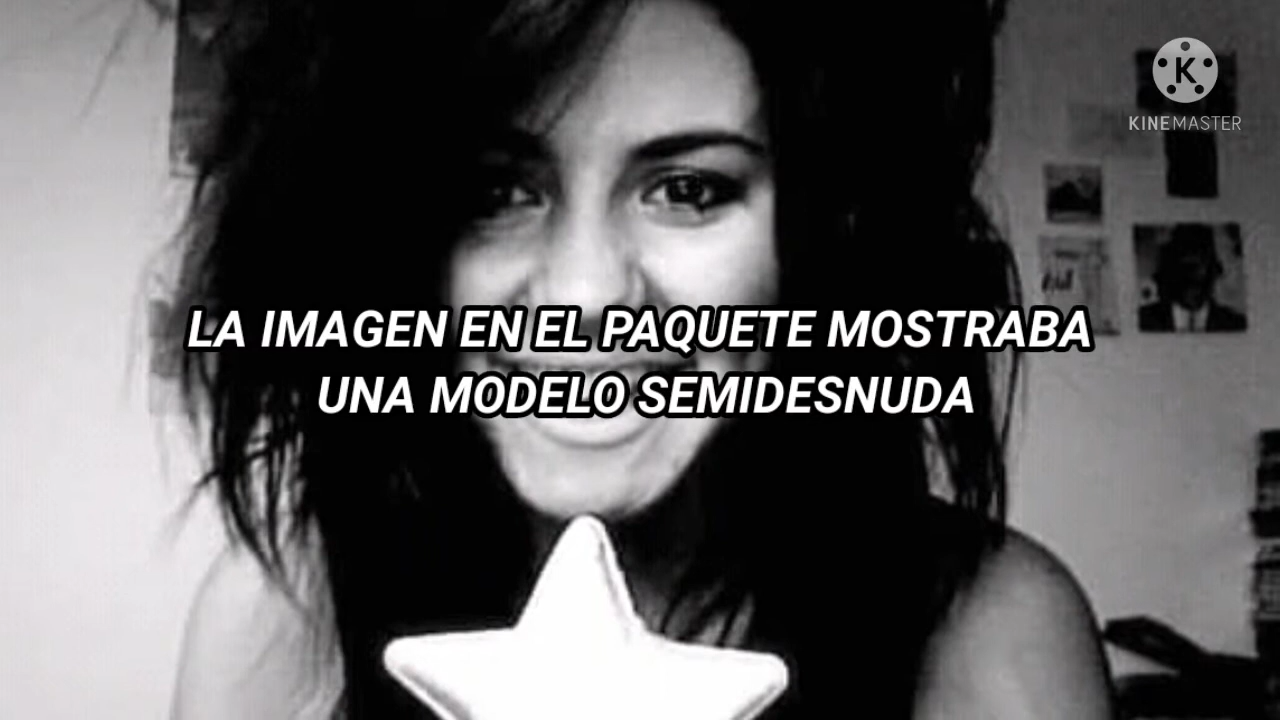 KINEMASTER
LA IMAGEN EN EL PAQUETE MOSTRABA
UNA MODELO SEMIDESNUDA